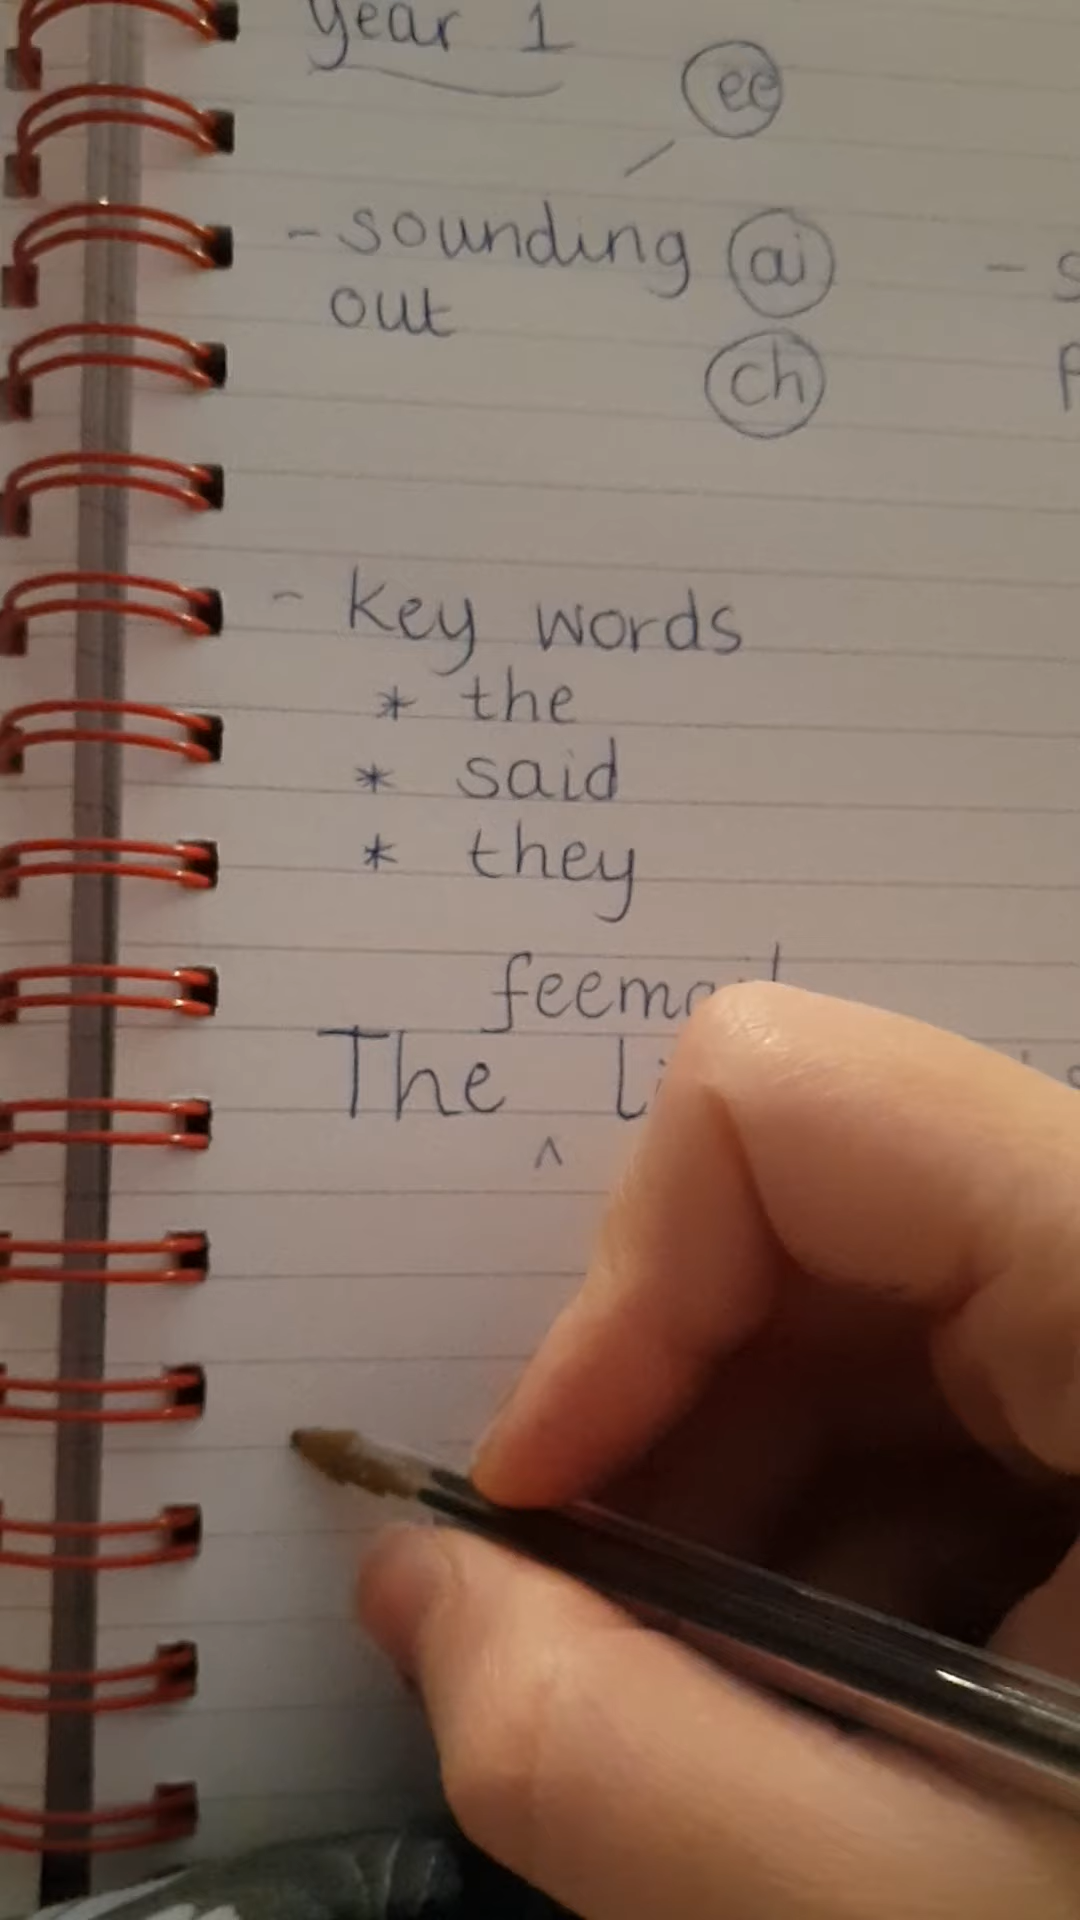 year 1
ee
- sounding ai
out
ch
- key words
* the
* said
* they
The
^